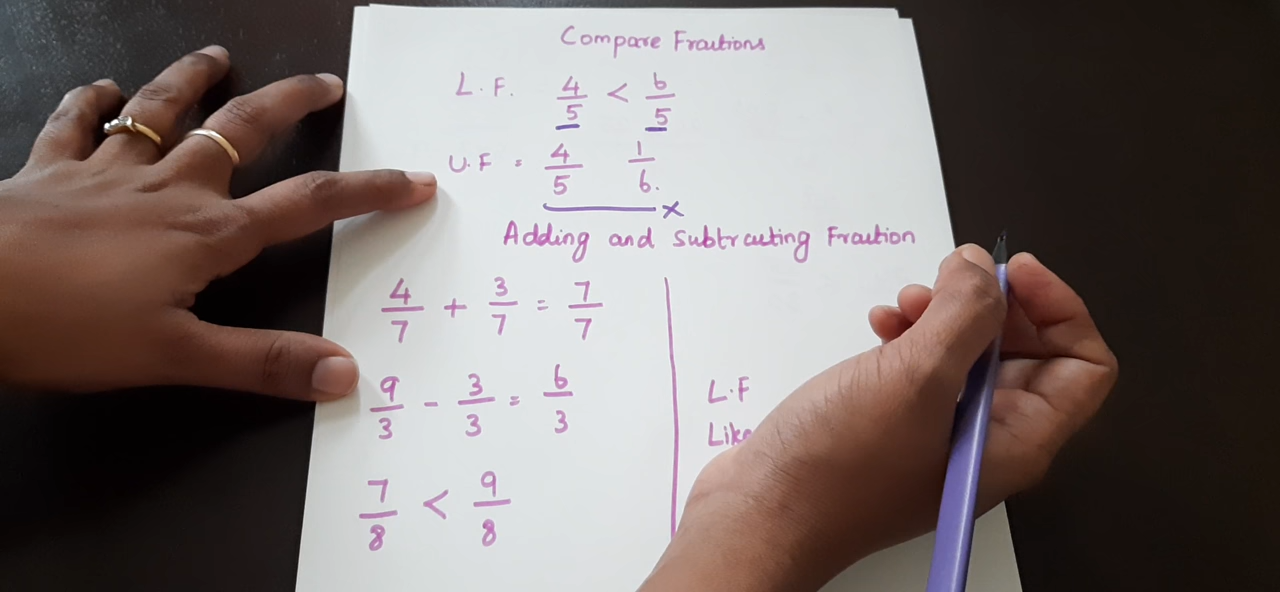 Compare Fractions
L.F. 4/5 < 6/5
U.F = 4/5 1/6. x
Adding and Subtracting Fraction
4/7 + 3/7 = 7/7
9/3 - 3/3 = 6/3
7/8 < 9/8
L.F
Like